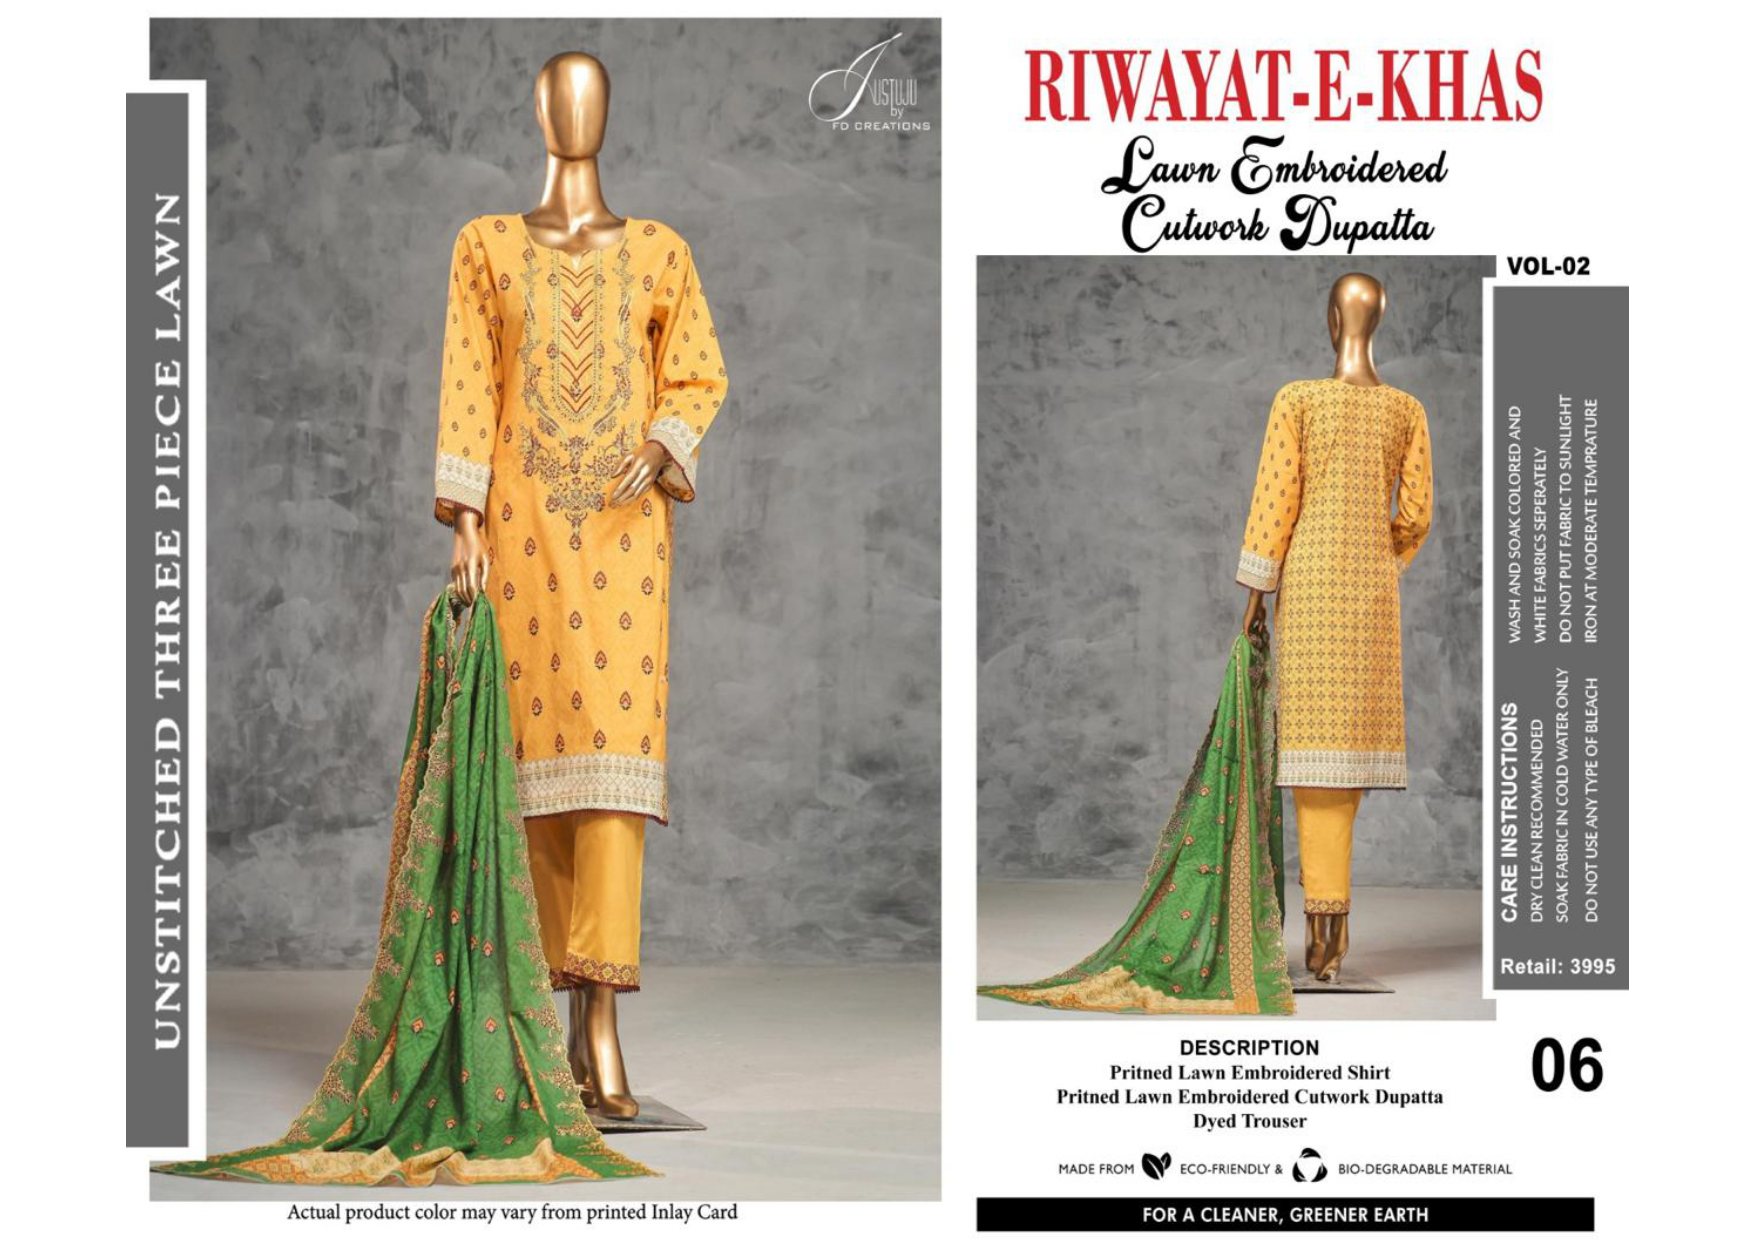 UNSTITCHED THREE PIECE LAWN
JUSTUJU
by
FD CREATIONS
Actual product color may vary from printed Inlay Card
RIWAYAT-E-KHAS
Lawn Embroidered
Cutwork Dupatta
VOL-02
CARE INSTRUCTIONS
DRY CLEAN RECOMMENDED
SOAK FABRIC IN COLD WATER ONLY
DO NOT USE ANY TYPE OF BLEACH
WASH AND SOAK COLORED AND
WHITE FABRICS SEPERATELY
DO NOT PUT FABRIC TO SUNLIGHT
IRON AT MODERATE TEMPRATURE
Retail: 3995
06
DESCRIPTION
Pritned Lawn Embroidered Shirt
Pritned Lawn Embroidered Cutwork Dupatta
Dyed Trouser
MADE FROM ECO-FRIENDLY & BIO-DEGRADABLE MATERIAL
FOR A CLEANER, GREENER EARTH